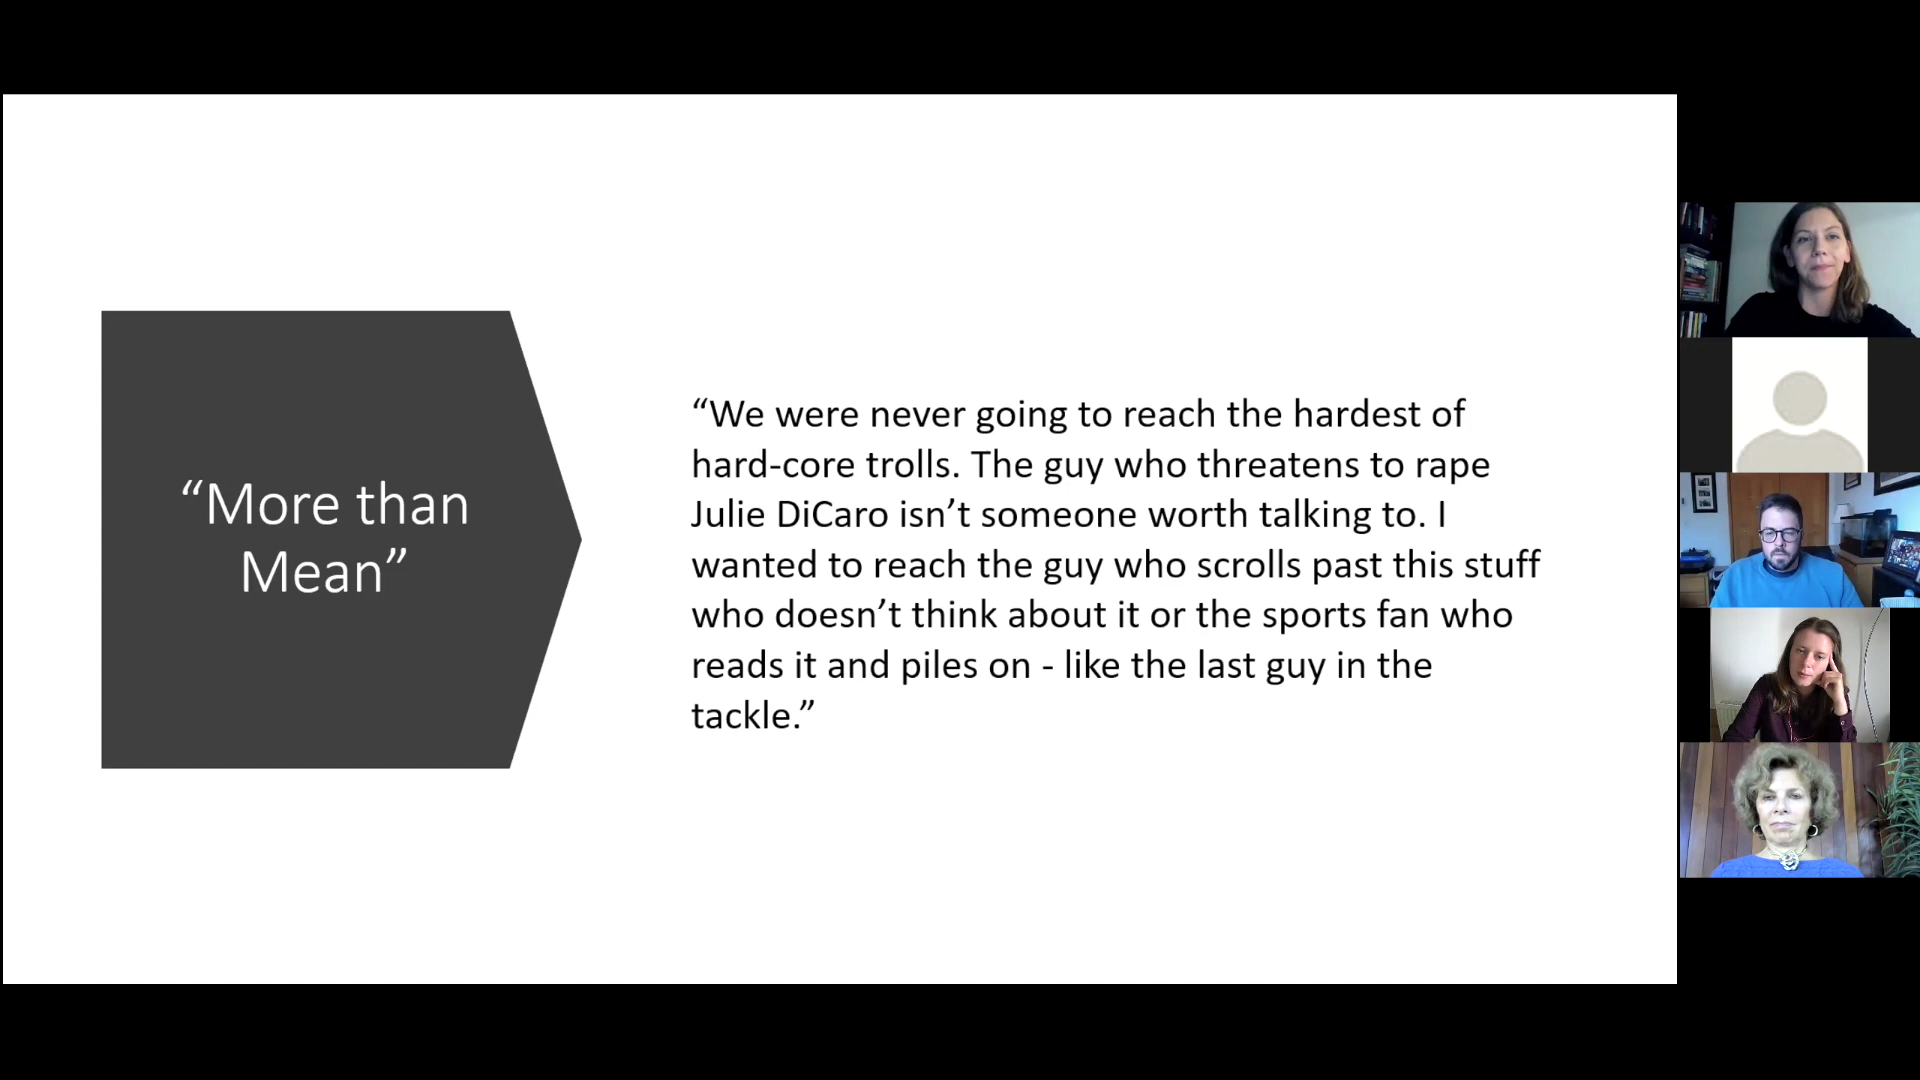 “More than
Mean”
“We were never going to reach the hardest of
hard-core trolls. The guy who threatens to rape
Julie DiCaro isn’t someone worth talking to. I
wanted to reach the guy who scrolls past this stuff
who doesn’t think about it or the sports fan who
reads it and piles on - like the last guy in the
tackle.”